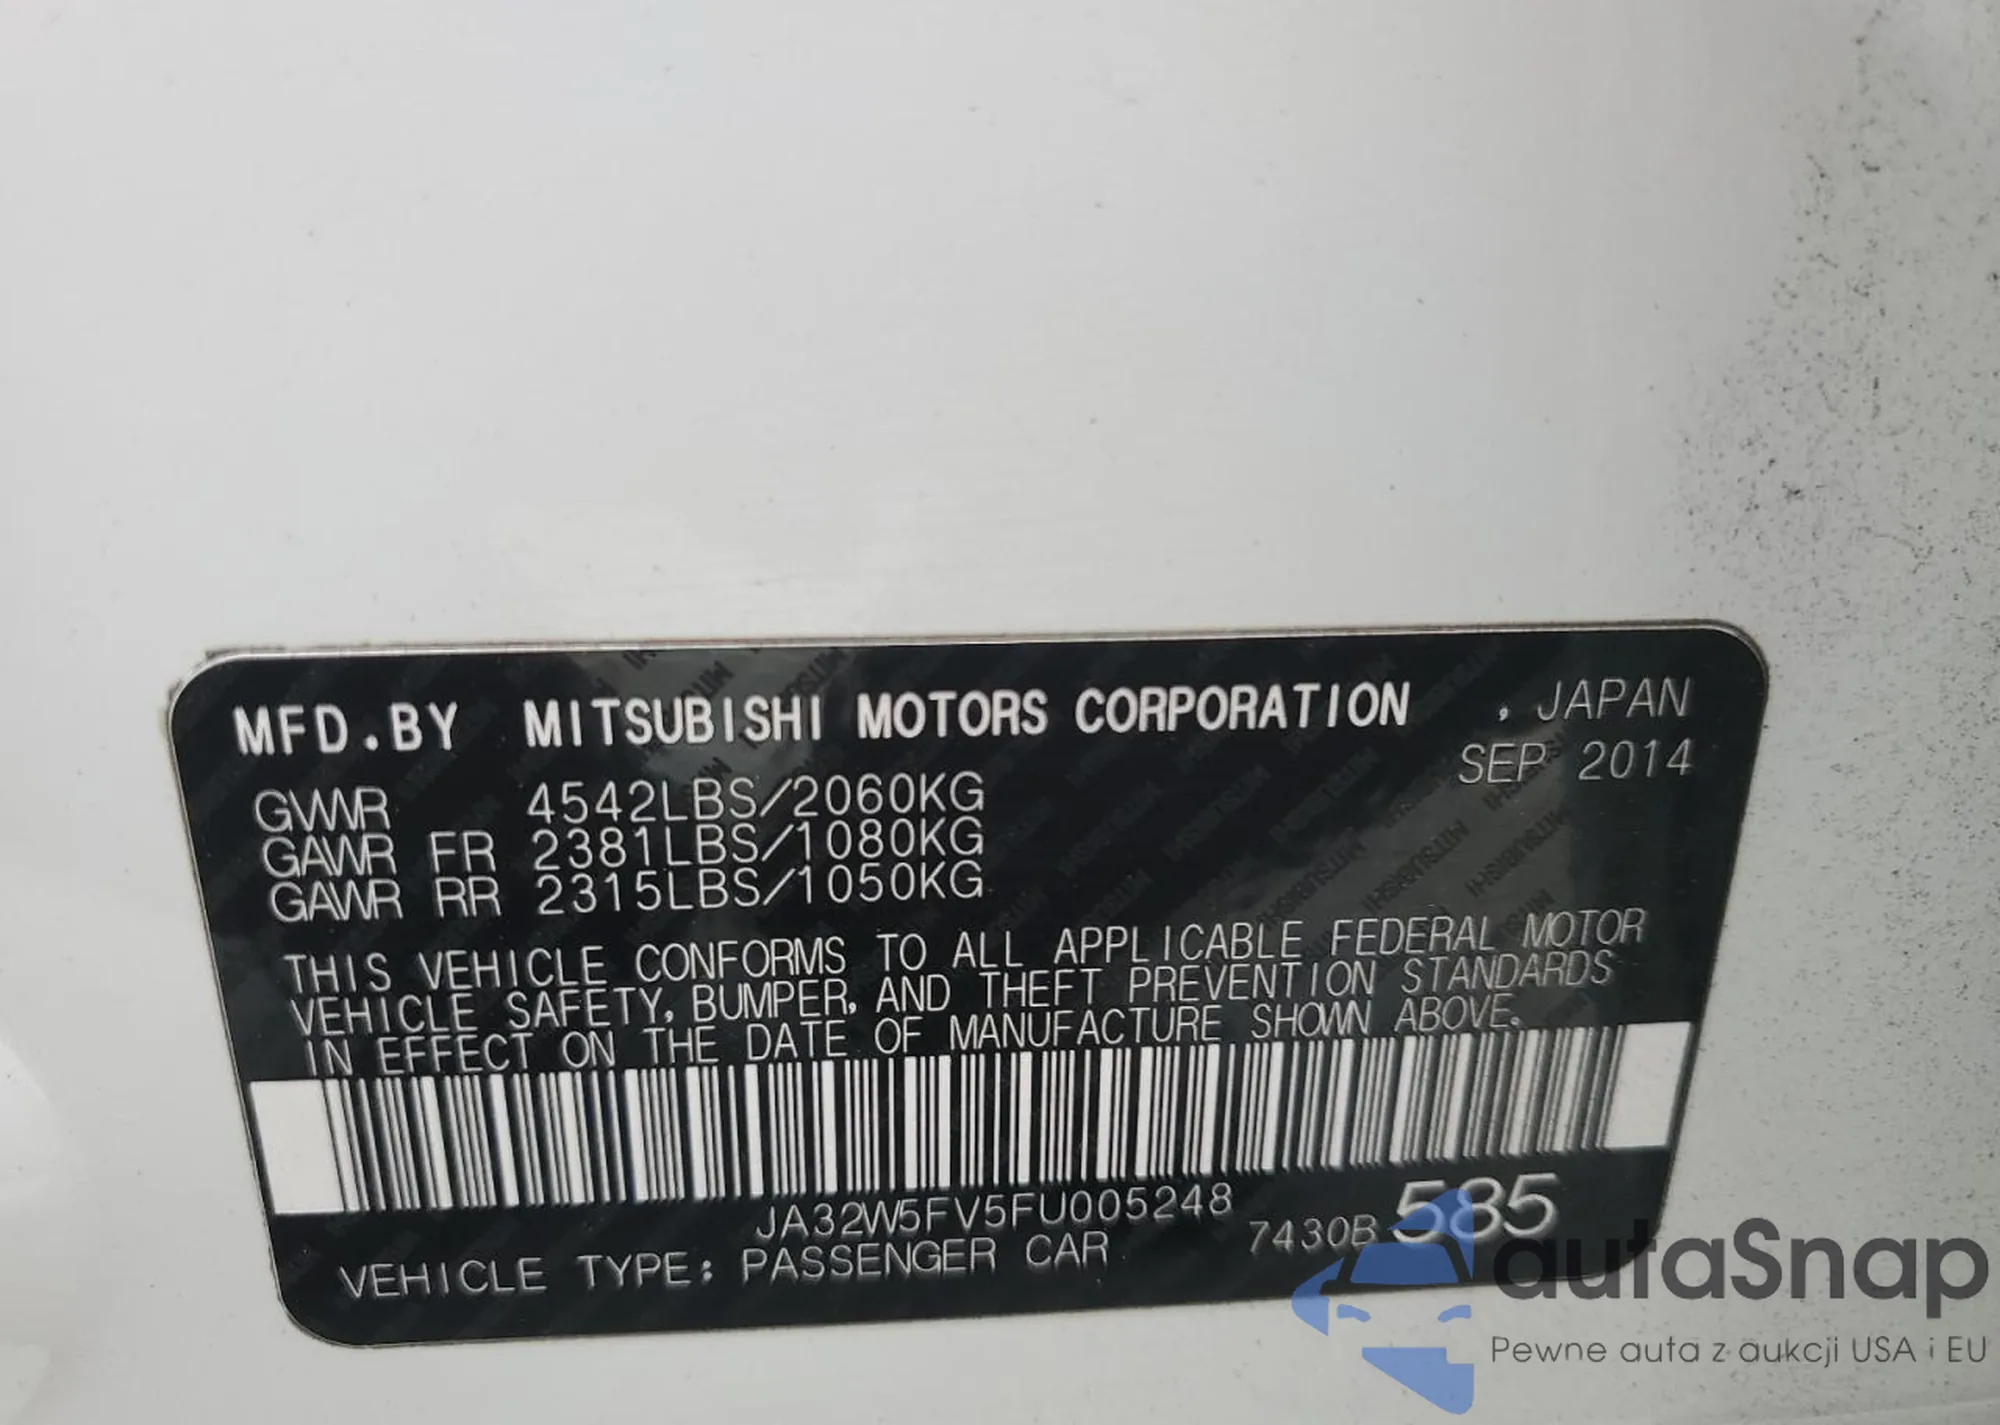 MFD.BY MITSUBISHI MOTORS CORPORATION , JAPAN
SEP 2014
GVWR 4542LBS/2060KG
GAWR FR 2381LBS/1080KG
GAWR RR 2315LBS/1050KG
THIS VEHICLE CONFORMS TO ALL APPLICABLE FEDERAL MOTOR
VEHICLE SAFETY, BUMPER, AND THEFT PREVENTION STANDARDS
IN EFFECT ON THE DATE OF MANUFACTURE SHOWN ABOVE.
JA32W5FV5FU005248 7430B 585
VEHICLE TYPE: PASSENGER CAR
autaSnap
Pewne auta z aukcji USA i EU